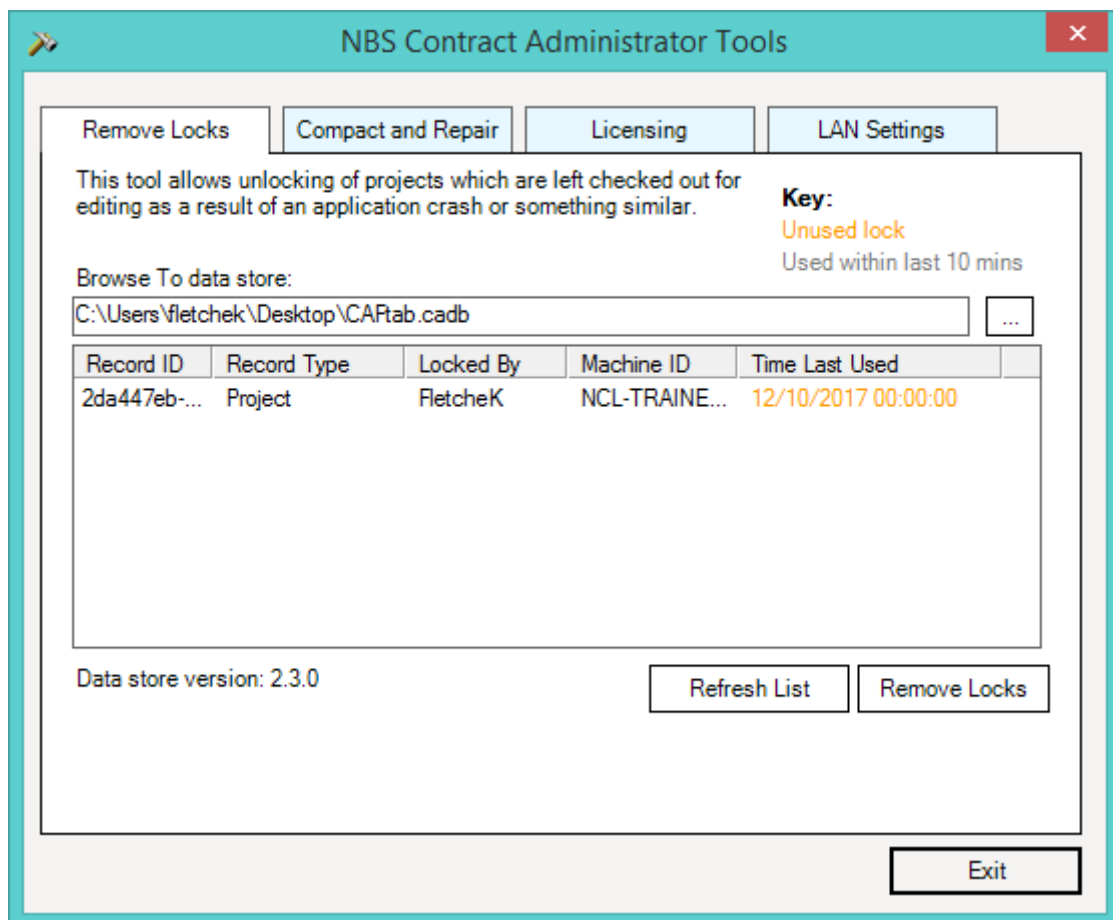 NBS Contract Administrator Tools
Remove Locks
Compact and Repair
Licensing
LAN Settings
This tool allows unlocking of projects which are left checked out for
editing as a result of an application crash or something similar.
Key:
Unused lock
Used within last 10 mins
Browse To data store:
C:\Users\fletchek\Desktop\CAFtab.cadb
...
Record ID Record Type Locked By Machine ID Time Last Used
2da447eb-... Project FletcheK NCL-TRAINE... 12/10/2017 00:00:00
Data store version: 2.3.0
Refresh List
Remove Locks
Exit